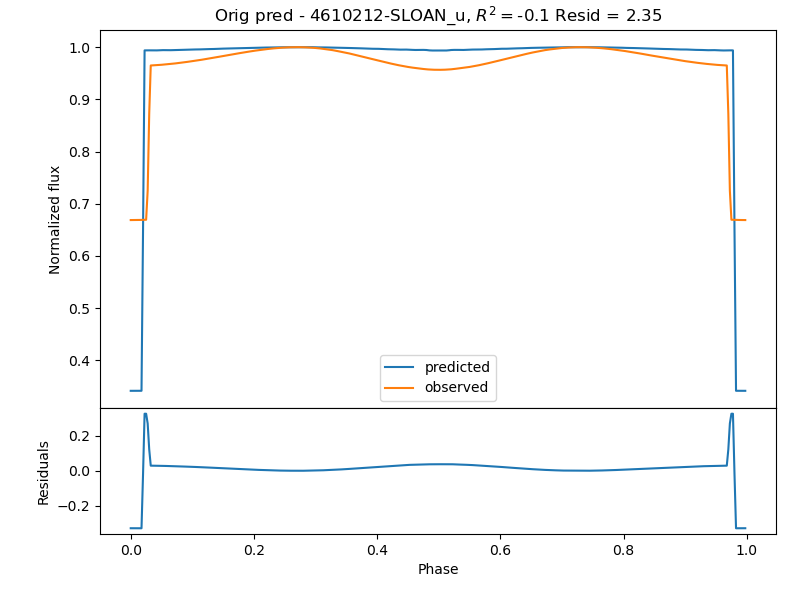 Orig pred - 4610212-SLOAN_u, R² = -0.1 Resid = 2.35
1.0
0.9
0.8
0.7
0.6
0.5
0.4
Normalized flux
predicted
observed
0.2
0.0
−0.2
Residuals
0.0 0.2 0.4 0.6 0.8 1.0
Phase